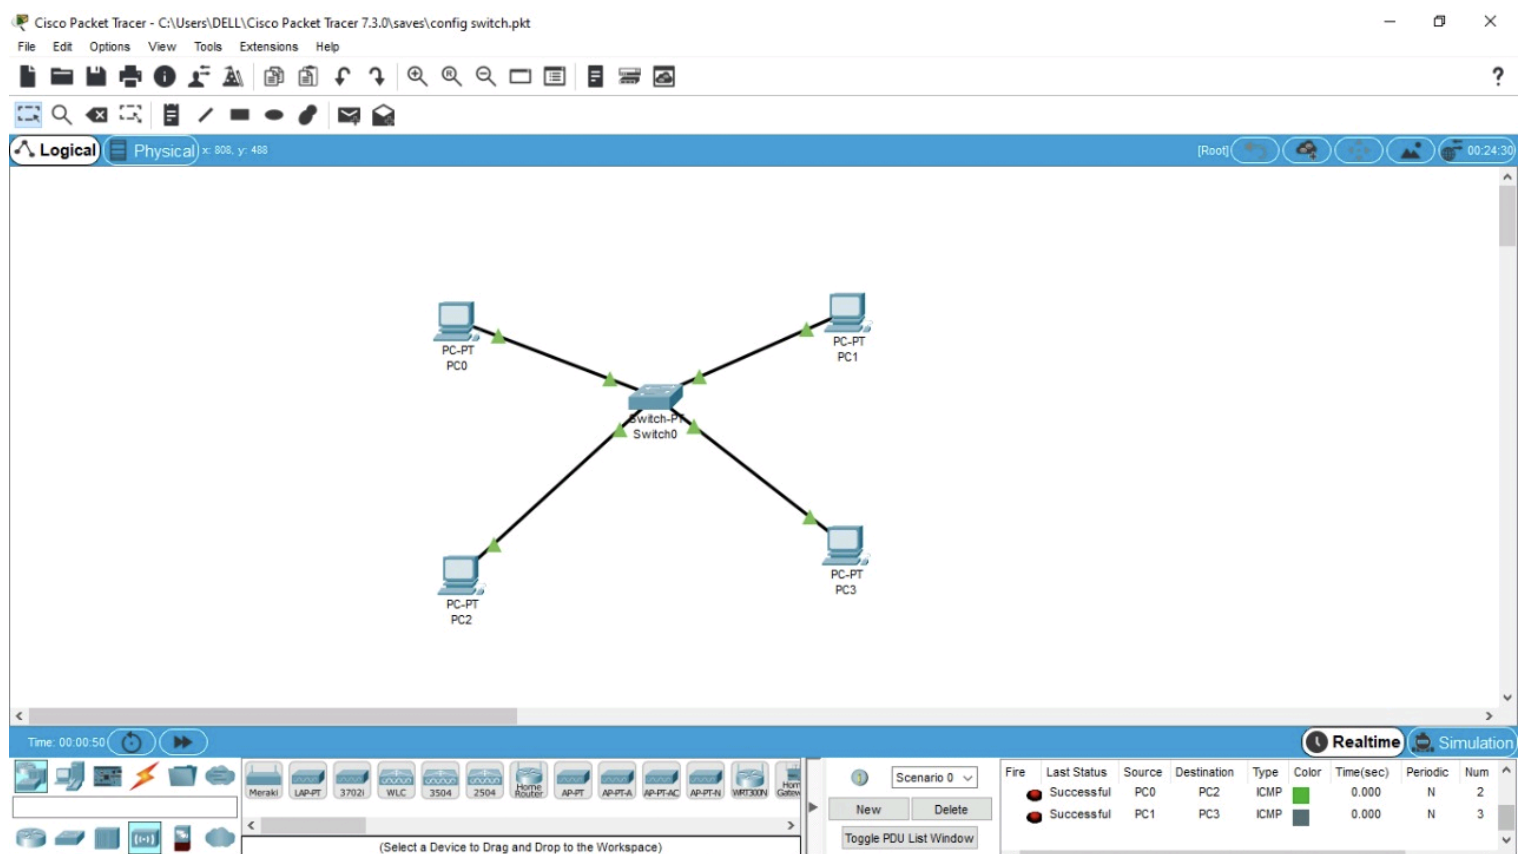 Cisco Packet Tracer - C:\Users\DELL\Cisco Packet Tracer 7.3.0\saves\config switch.pkt
File Edit Options View Tools Extensions Help
?
Logical Physical x: 808, y: 488 [Root] 00:24:30
PC-PT
PC0
PC-PT
PC1
Switch-PT
Switch0
PC-PT
PC2
PC-PT
PC3
Time: 00:00:50 Realtime Simulation
Meraki LAP-PT 3702i WLC 3504 2504 Home Router AP-PT AP-PT-A AP-PT-AC AP-PT-N WRT300N Home Gatew
(Select a Device to Drag and Drop to the Workspace)
Scenario 0
New Delete
Toggle PDU List Window
Fire Last Status Source Destination Type Color Time(sec) Periodic Num
Successful PC0 PC2 ICMP 0.000 N 2
Successful PC1 PC3 ICMP 0.000 N 3